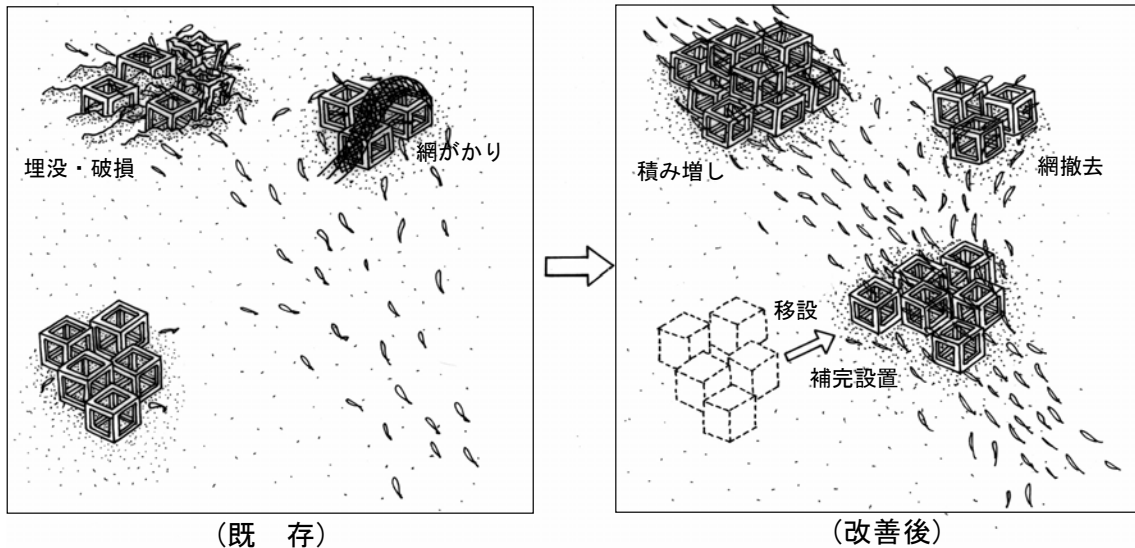 埋没・破損
網がかり
(既　存)
積み増し
網撤去
移設
補完設置
(改善後)